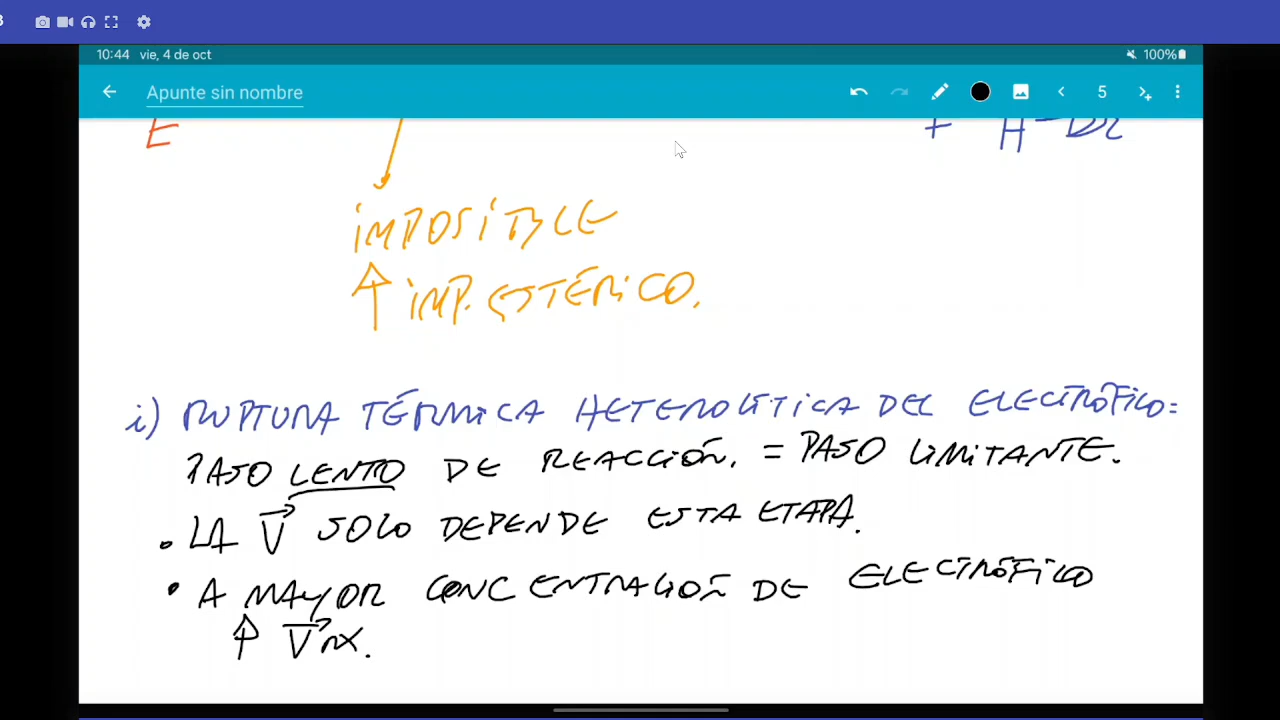 10:44 vie, 4 de oct 100%
Apunte sin nombre 5
E + H-Br
IMPOSIBLE
↑ IMP. ESTÉRICO.
i) RUPTURA TÉRMICA HETEROLÍTICA DEL ELECTRÓFILO=
PASO LENTO DE REACCIÓN. = PASO LIMITANTE.
• LA V SOLO DEPENDE ESTA ETAPA.
• A MAYOR CONCENTRACIÓN DE ELECTRÓFILO
↑ V rx.